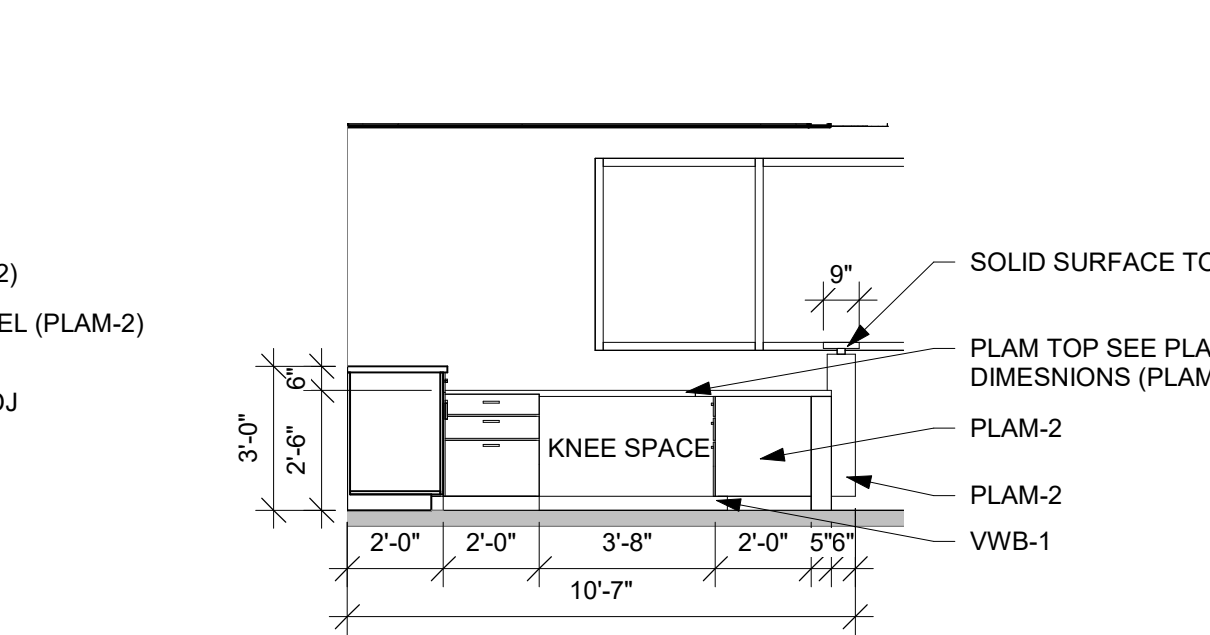 2)
EL (PLAM-2)
DJ
9"
SOLID SURFACE TO
PLAM TOP SEE PLA
DIMESNIONS (PLAM
PLAM-2
PLAM-2
VWB-1
KNEE SPACE
6"
3'-0"
2'-6"
2'-0"
2'-0"
3'-8"
2'-0"
5"
6"
10'-7"